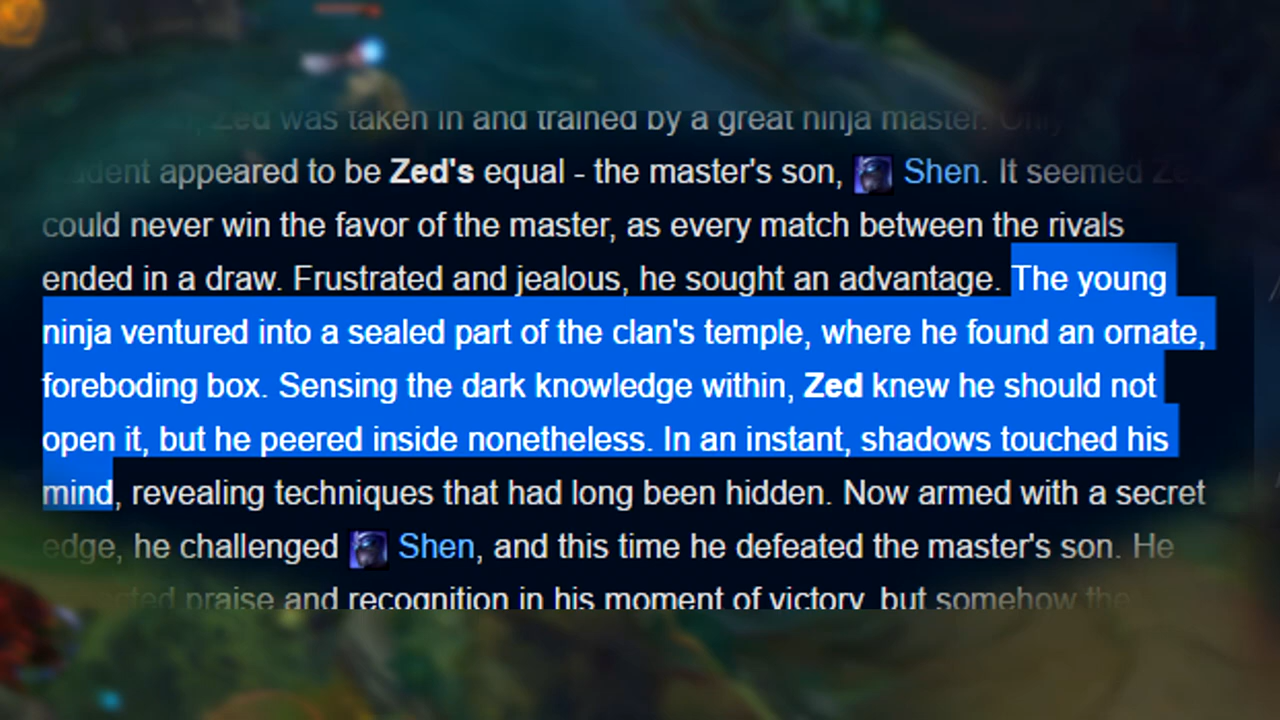 Zed was taken in and trained by a great ninja master. Only
appeared to be Zed's equal - the master's son, Shen. It seemed
could never win the favor of the master, as every match between the rivals
ended in a draw. Frustrated and jealous, he sought an advantage. The young
ninja ventured into a sealed part of the clan's temple, where he found an ornate,
foreboding box. Sensing the dark knowledge within, Zed knew he should not
open it, but he peered inside nonetheless. In an instant, shadows touched his
mind, revealing techniques that had long been hidden. Now armed with a secret
edge, he challenged Shen, and this time he defeated the master's son. He
praise and recognition in his moment of victory, but somehow the